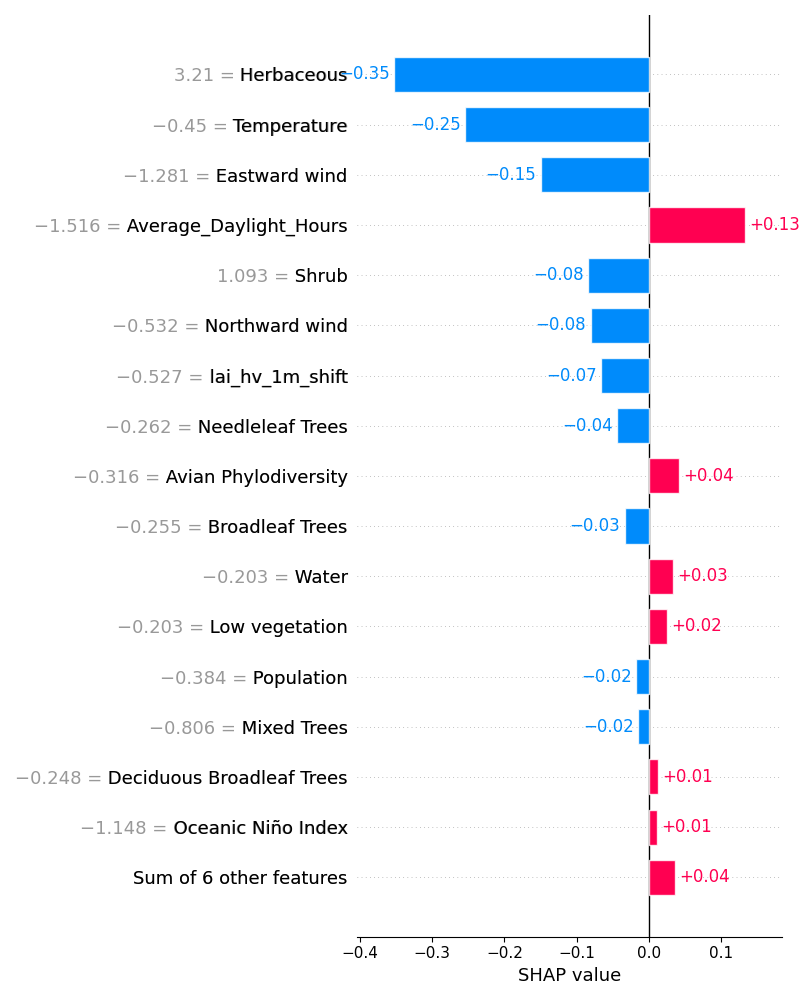 3.21 = Herbaceous −0.35
−0.45 = Temperature −0.25
−1.281 = Eastward wind −0.15
−1.516 = Average_Daylight_Hours +0.13
1.093 = Shrub −0.08
−0.532 = Northward wind −0.08
−0.527 = lai_hv_1m_shift −0.07
−0.262 = Needleleaf Trees −0.04
−0.316 = Avian Phylodiversity +0.04
−0.255 = Broadleaf Trees −0.03
−0.203 = Water +0.03
−0.203 = Low vegetation +0.02
−0.384 = Population −0.02
−0.806 = Mixed Trees −0.02
−0.248 = Deciduous Broadleaf Trees +0.01
−1.148 = Oceanic Niño Index +0.01
Sum of 6 other features +0.04
−0.4 −0.3 −0.2 −0.1 0.0 0.1
SHAP value